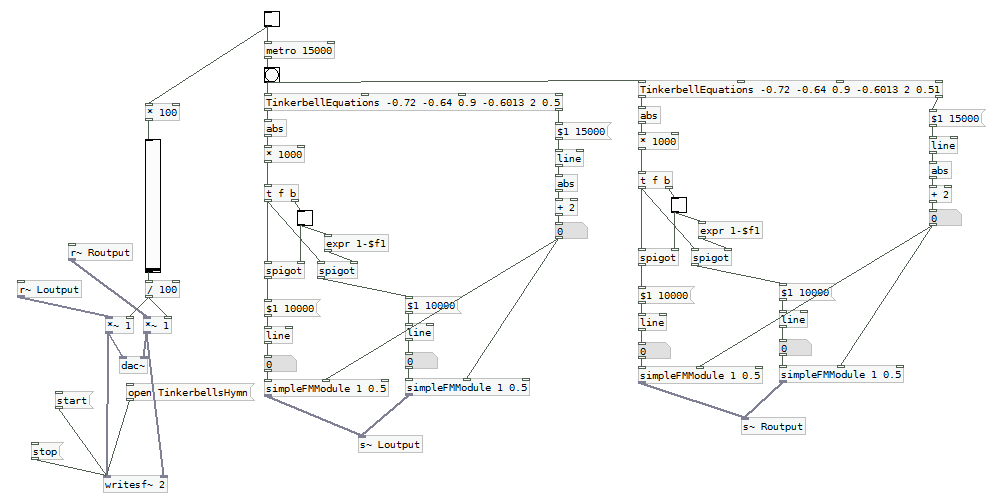 metro 15000
TinkerbellEquations -0.72 -0.64 0.9 -0.6013 2 0.51
TinkerbellEquations -0.72 -0.64 0.9 -0.6013 2 0.5
* 100
abs
$1 15000
abs
$1 15000
* 1000
line
* 1000
line
abs
abs
t f b
t f b
+ 2
+ 2
0
0
expr 1-$f1
expr 1-$f1
r~ Routput
spigot
spigot
spigot
spigot
r~ Loutput
/ 100
$1 10000
$1 10000
$1 10000
$1 10000
*~ 1
*~ 1
line
line
line
line
0
0
dac~
0
0
simpleFMModule 1 0.5
simpleFMModule 1 0.5
simpleFMModule 1 0.5
simpleFMModule 1 0.5
open TinkerbellsHymn
start
s~ Routput
s~ Loutput
stop
writesf~ 2